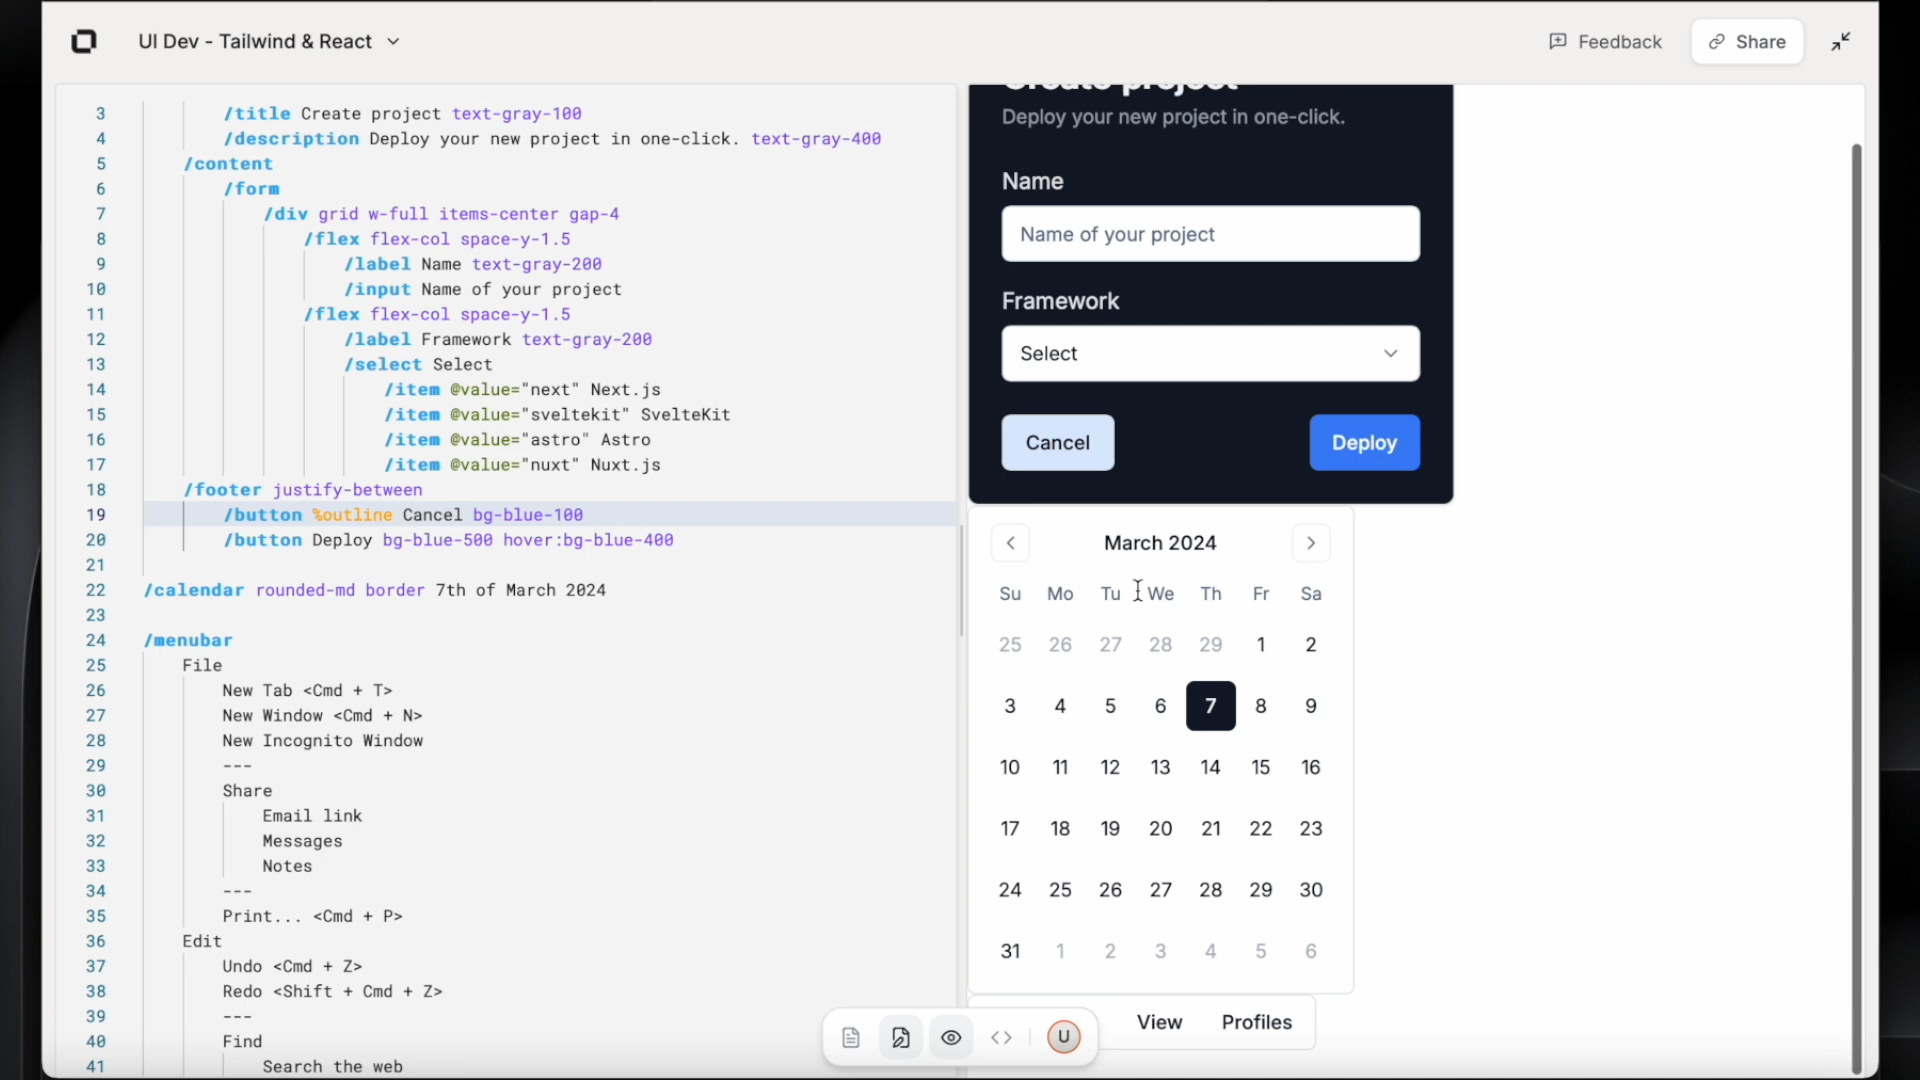 UI Dev - Tailwind & React
Feedback
Share
3 /title Create project text-gray-100
4 /description Deploy your new project in one-click. text-gray-400
5 /content
6 /form
7 /div grid w-full items-center gap-4
8 /flex flex-col space-y-1.5
9 /label Name text-gray-200
10 /input Name of your project
11 /flex flex-col space-y-1.5
12 /label Framework text-gray-200
13 /select Select
14 /item @value="next" Next.js
15 /item @value="sveltekit" SvelteKit
16 /item @value="astro" Astro
17 /item @value="nuxt" Nuxt.js
18 /footer justify-between
19 /button %outline Cancel bg-blue-100
20 /button Deploy bg-blue-500 hover:bg-blue-400
21
22 /calendar rounded-md border 7th of March 2024
23
24 /menubar
25 File
26 New Tab <Cmd + T>
27 New Window <Cmd + N>
28 New Incognito Window
29 ---
30 Share
31 Email link
32 Messages
33 Notes
34 ---
35 Print... <Cmd + P>
36 Edit
37 Undo <Cmd + Z>
38 Redo <Shift + Cmd + Z>
39 ---
40 Find
41 Search the web
Create project
Deploy your new project in one-click.
Name
Name of your project
Framework
Select
Cancel Deploy
March 2024
Su Mo Tu We Th Fr Sa
25 26 27 28 29 1 2
3 4 5 6 7 8 9
10 11 12 13 14 15 16
17 18 19 20 21 22 23
24 25 26 27 28 29 30
31 1 2 3 4 5 6
View Profiles
U